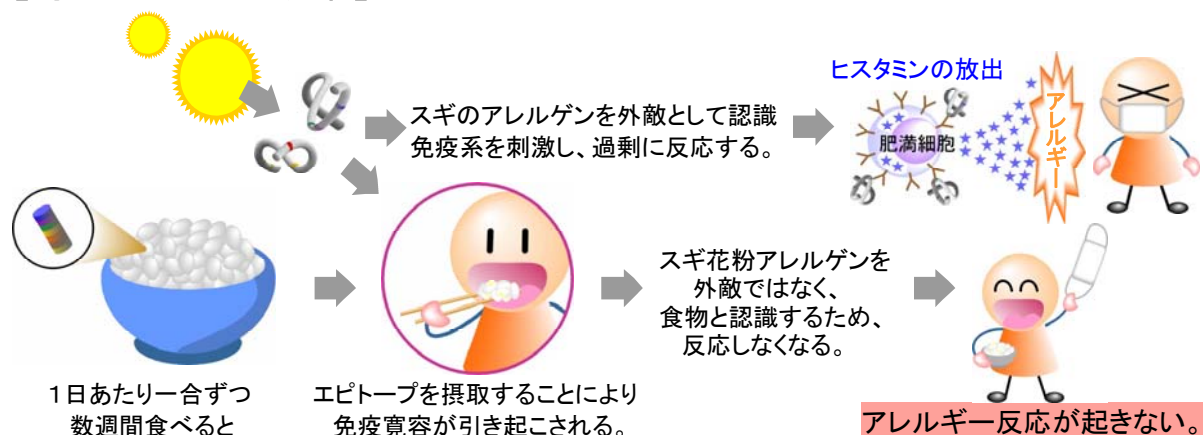 ヒスタミンの放出
スギのアレルゲンを外敵として認識
免疫系を刺激し、過剰に反応する。
肥満細胞
アレルギー
スギ花粉アレルゲンを
外敵ではなく、
食物と認識するため、
反応しなくなる。
1日あたり一合ずつ
数週間食べると
エピトープを摂取することにより
免疫寛容が引き起こされる。
アレルギー反応が起きない。